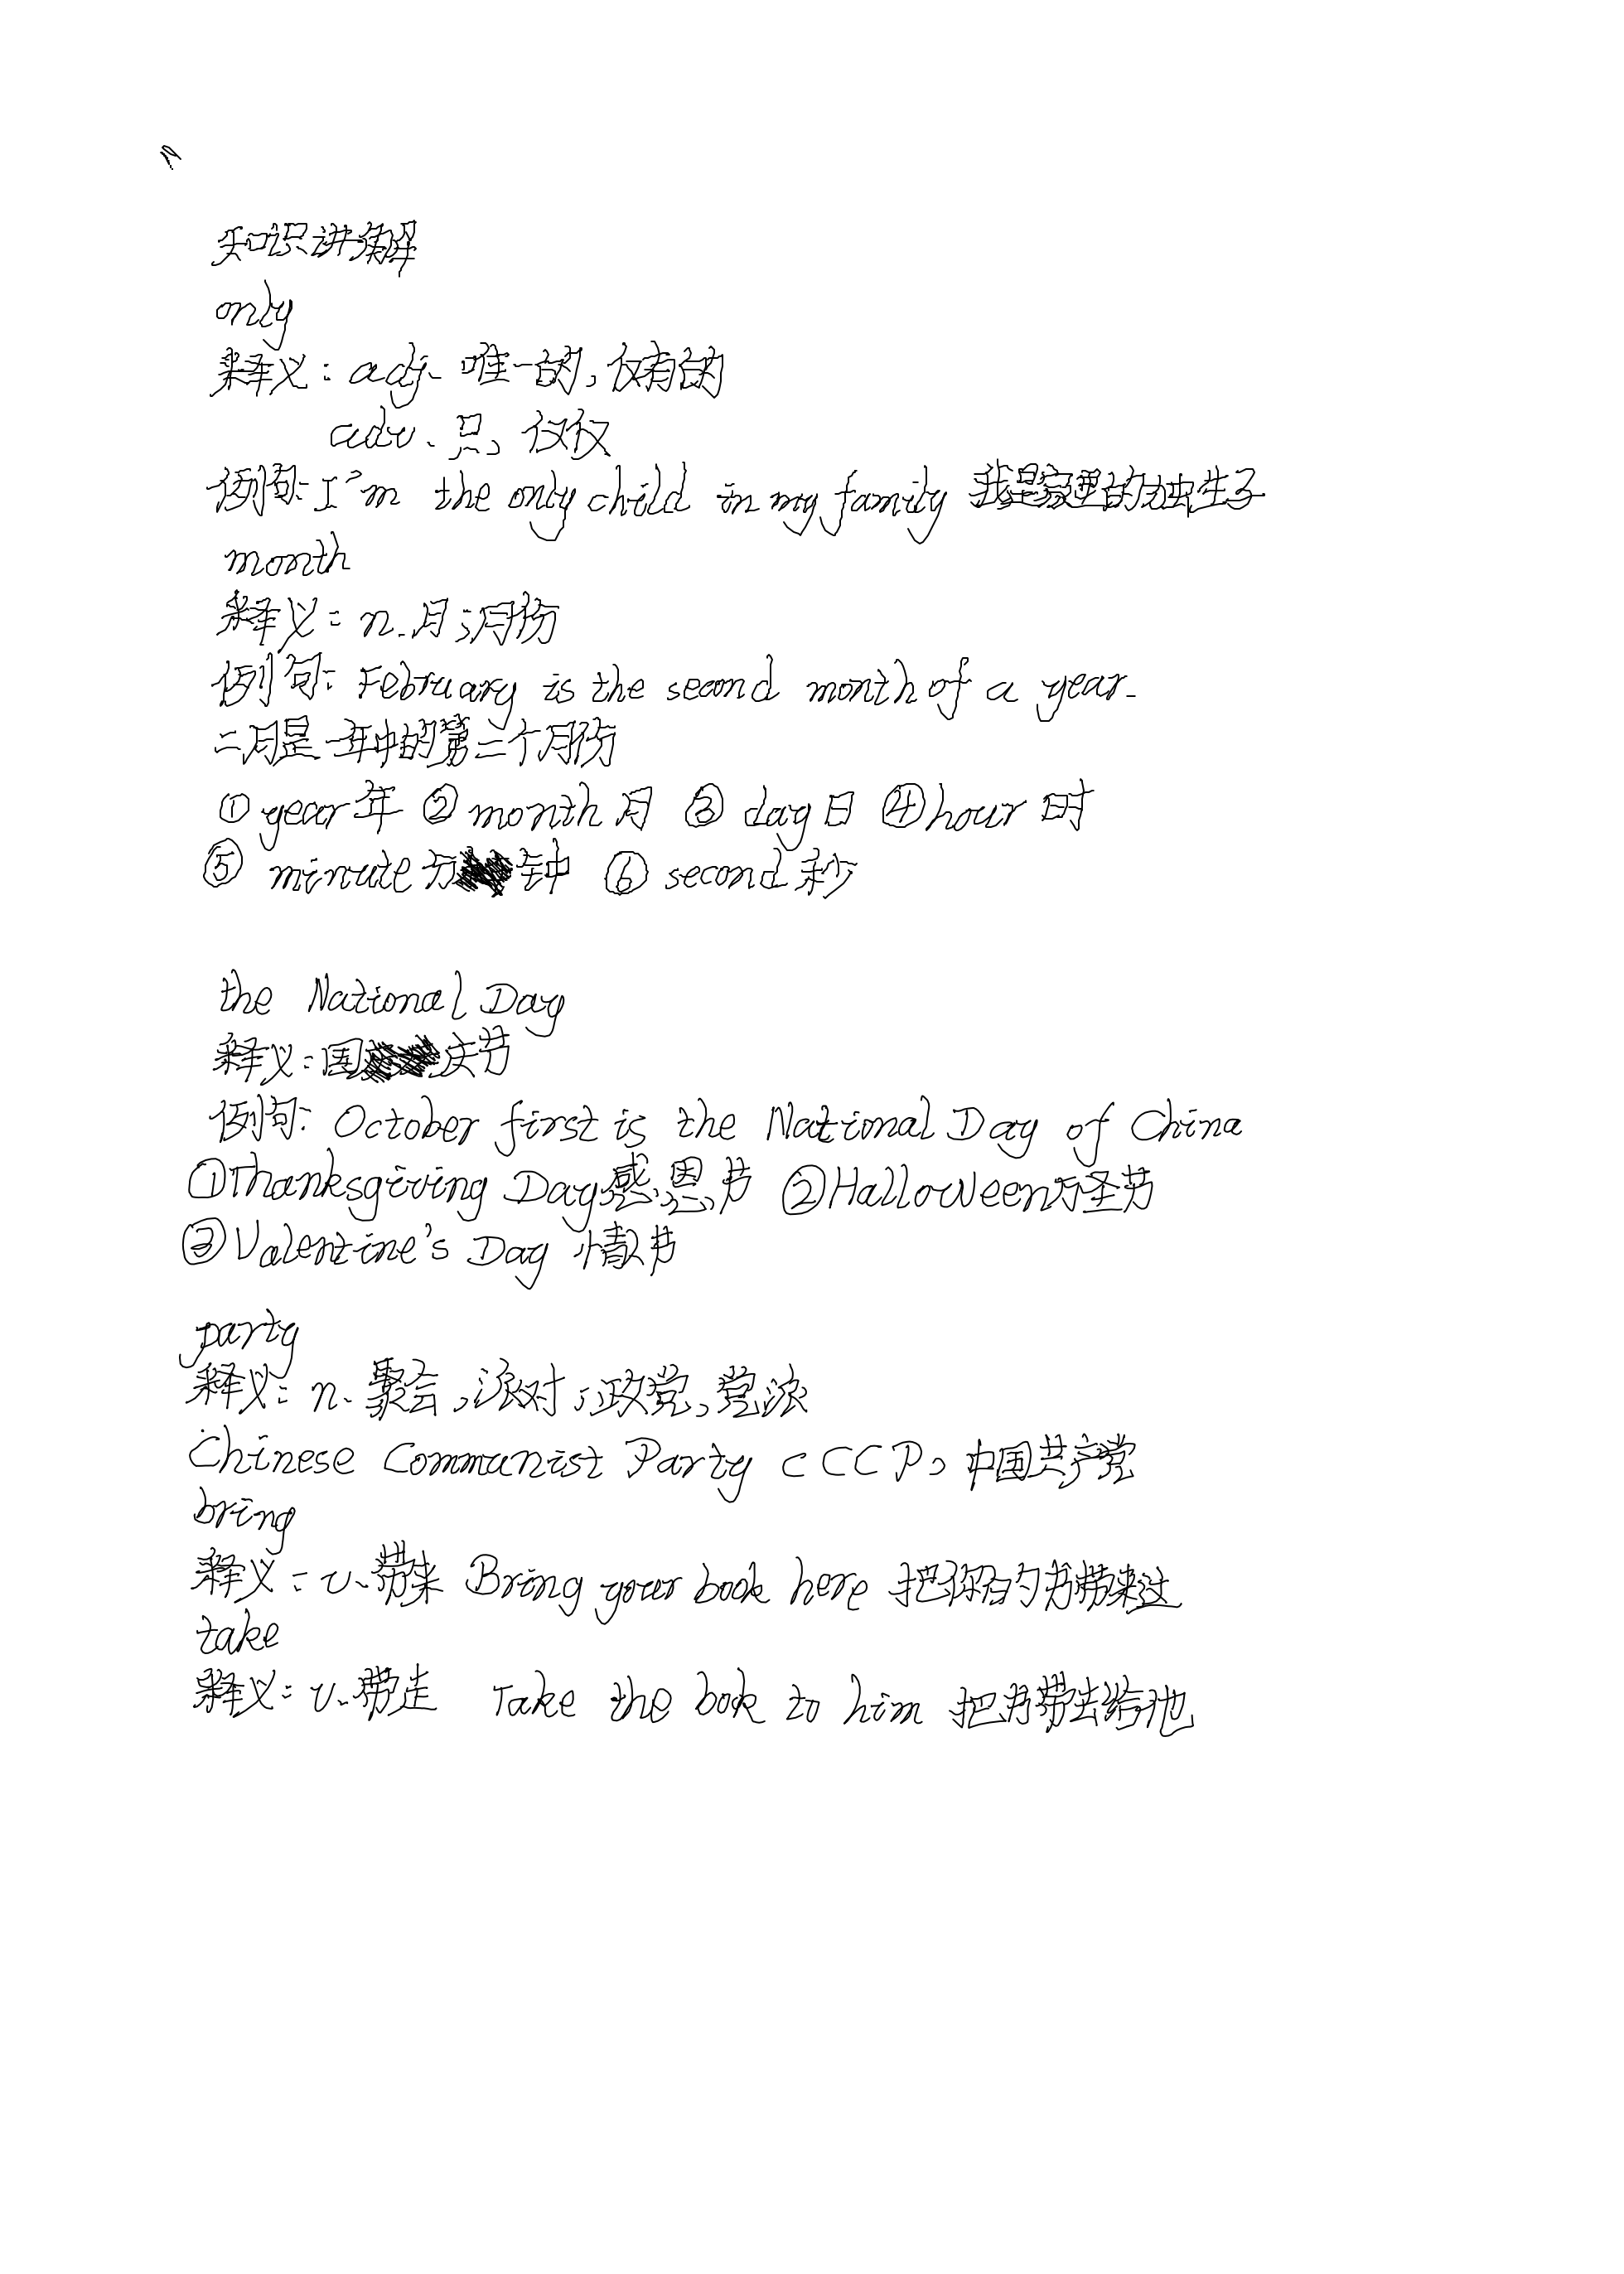 知识讲解
only
释义：adj. 唯一的，仅有的
adv. 只，仅仅
例句：I'm the only child in my family 我是家里的独生子
month
释义：n. 月；月份
例句：February is the second month of a year.
二月是一年中的第二个月份
① year 年 ② month 月 ③ day 日 ④ hour 时
⑤ minute 分钟 ⑥ second 秒
the National Day
释义：国庆节
例句：October first is the National Day of China
① Thanksgiving Day 感恩节 ② Halloween 万圣节
③ Valentine's Day 情人节
party
释义：n. 聚会，派对；政党，党派
Chinese Communist Party (CCP) 中国共产党
bring
释义：v. 带来 Bring your book here 把你的书带来这
take
释义：v. 带走 Take the book to him 把书带去给他